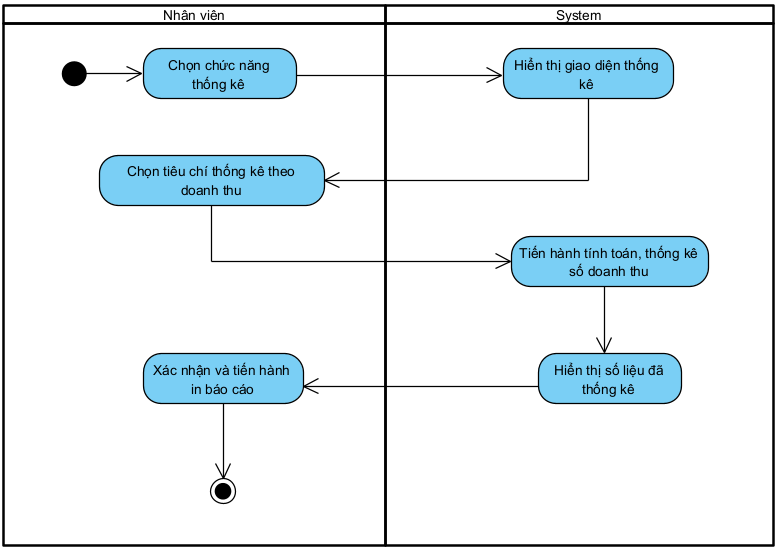 Nhân viên
System
Chọn chức năng
thống kê
Hiển thị giao diện thống
kê
Chọn tiêu chí thống kê theo
doanh thu
Tiến hành tính toán, thống kê
số doanh thu
Xác nhận và tiến hành
in báo cáo
Hiển thị số liệu đã
thống kê